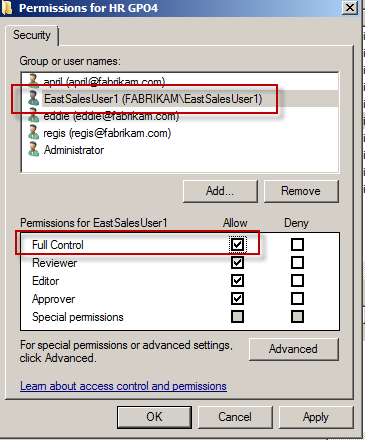 Permissions for HR GPO4
Security
Group or user names:
april (april@fabrikam.com)
EastSalesUser1 (FABRIKAM\EastSalesUser1)
eddie (eddie@fabrikam.com)
regis (regis@fabrikam.com)
Administrator
Add...
Remove
Permissions for EastSalesUser1 Allow Deny
Full Control
Reviewer
Editor
Approver
Special permissions
For special permissions or advanced settings,
click Advanced.
Advanced
Learn about access control and permissions
OK
Cancel
Apply